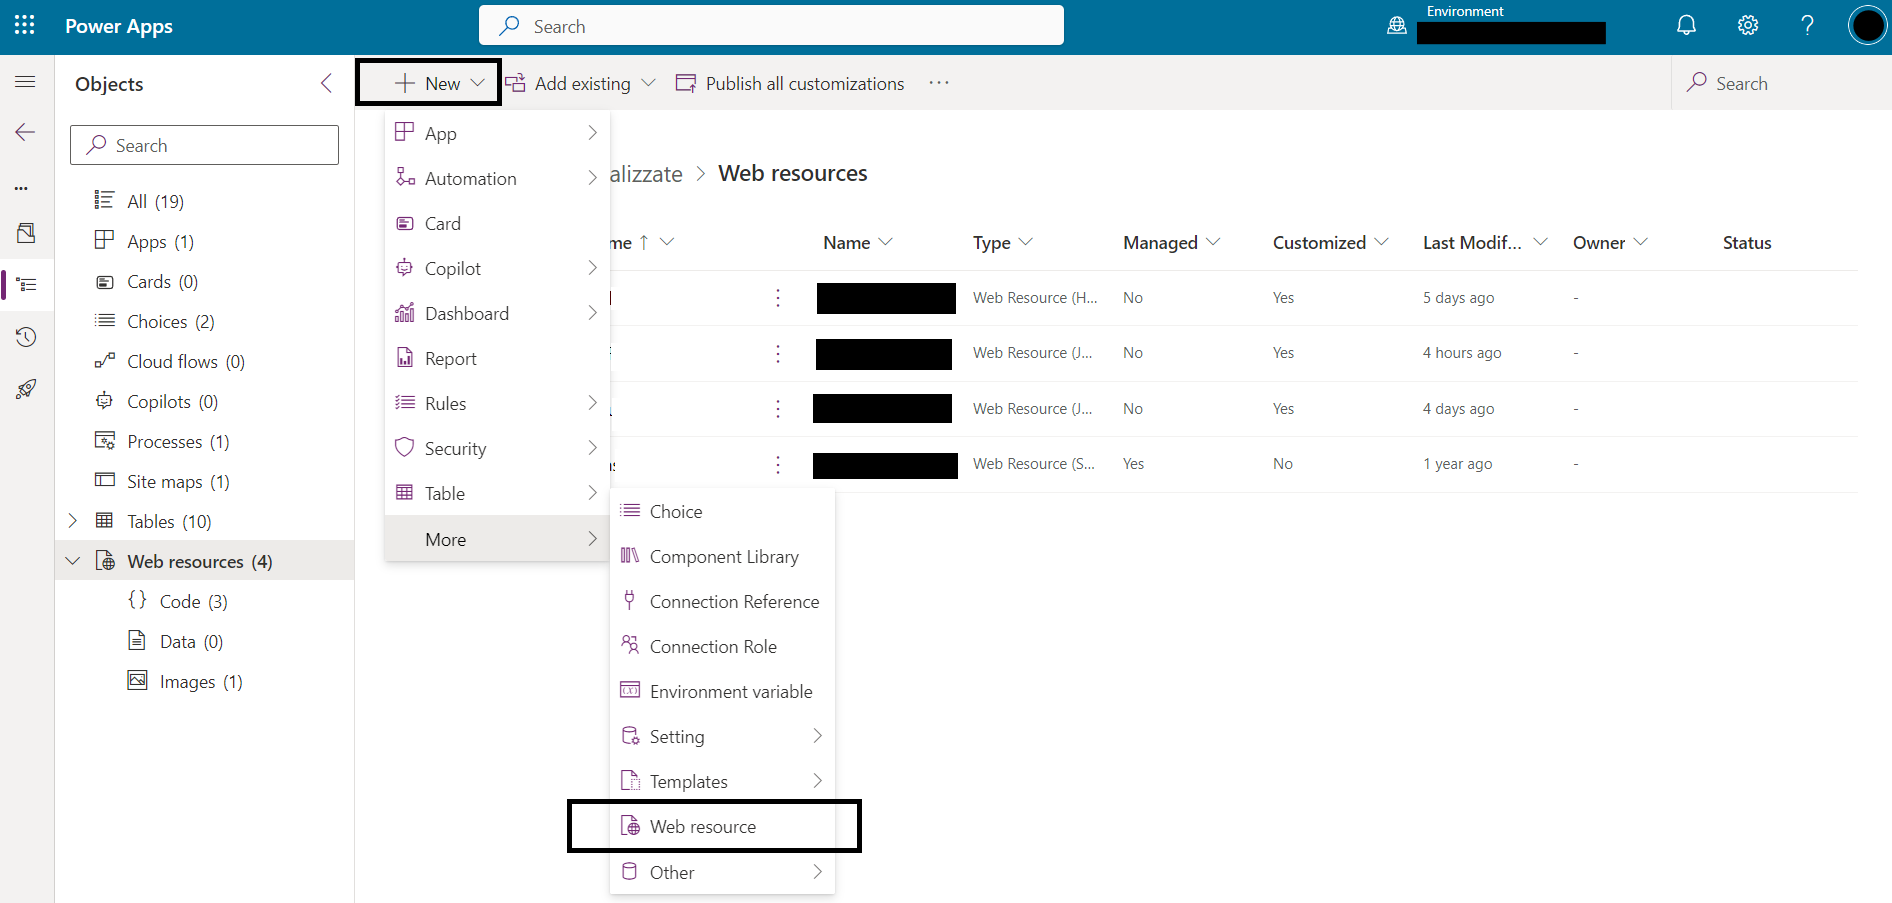 Power Apps
Search
Environment
Objects
New
Add existing
Publish all customizations
Search
Search
All (19)
Apps (1)
Cards (0)
Choices (2)
Cloud flows (0)
Copilots (0)
Processes (1)
Site maps (1)
Tables (10)
Web resources (4)
Code (3)
Data (0)
Images (1)
App
Automation
Card
Copilot
Dashboard
Report
Rules
Security
Table
More
Choice
Component Library
Connection Reference
Connection Role
Environment variable
Setting
Templates
Web resource
Other
alizzate > Web resources
me ↑ Name Type Managed Customized Last Modif... Owner Status
Web Resource (H... No Yes 5 days ago -
Web Resource (J... No Yes 4 hours ago -
Web Resource (J... No Yes 4 days ago -
Web Resource (S... Yes No 1 year ago -